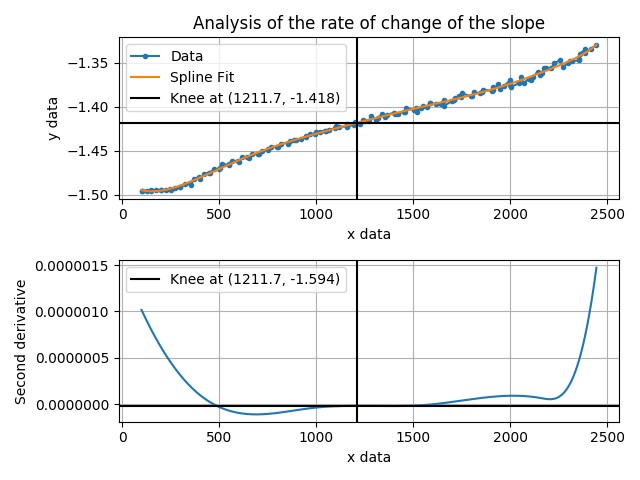 Analysis of the rate of change of the slope
Data
Spline Fit
Knee at (1211.7, -1.418)
y data
−1.35
−1.40
−1.45
−1.50
0 500 1000 1500 2000 2500
x data
Knee at (1211.7, -1.594)
Second derivative
0.0000015
0.0000010
0.0000005
0.0000000
0 500 1000 1500 2000 2500
x data